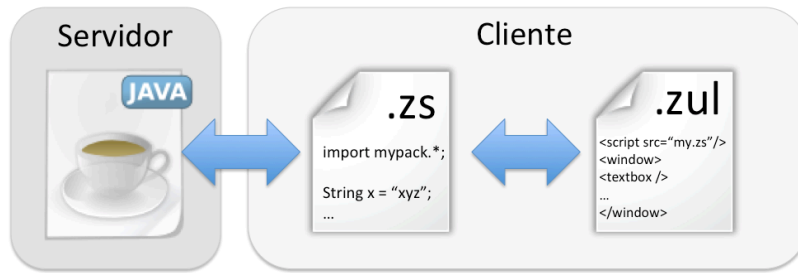 Servidor
JAVA
Cliente
.zs
import mypack.*;
String x = “xyz”;
...
.zul
<script src=“my.zs”/>
<window>
<textbox />
...
</window>